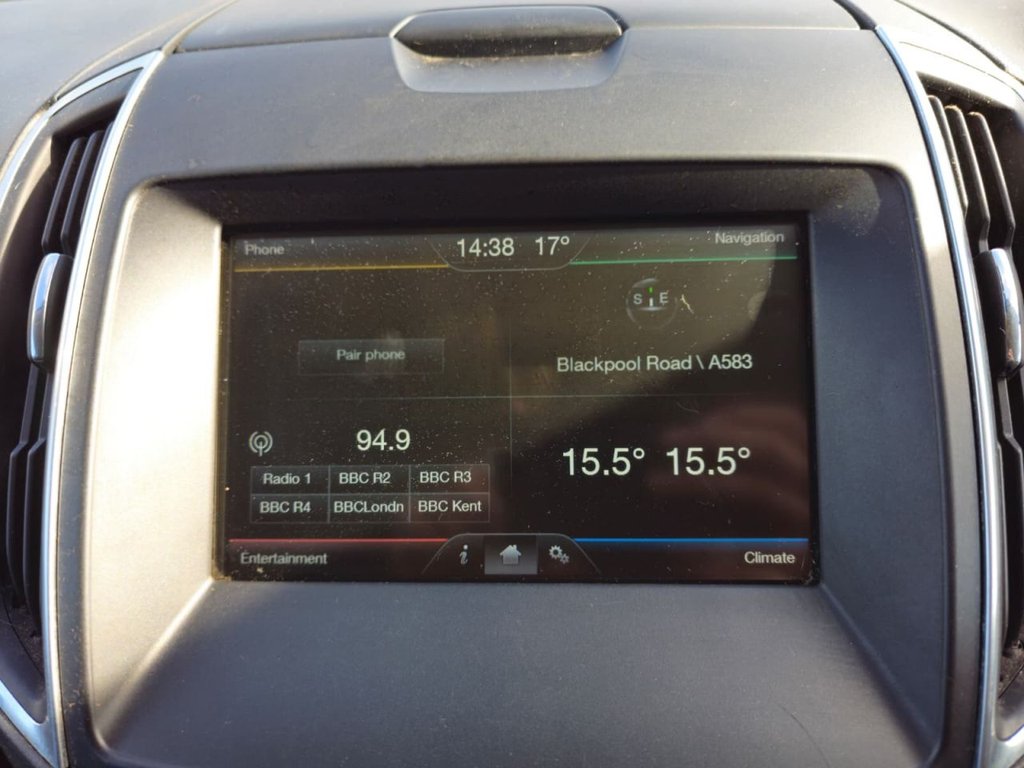 Phone 14:38 17° Navigation
S E
Pair phone
Blackpool Road \ A583
94.9
15.5° 15.5°
Radio 1 BBC R2 BBC R3
BBC R4 BBCLondn BBC Kent
Entertainment i Climate